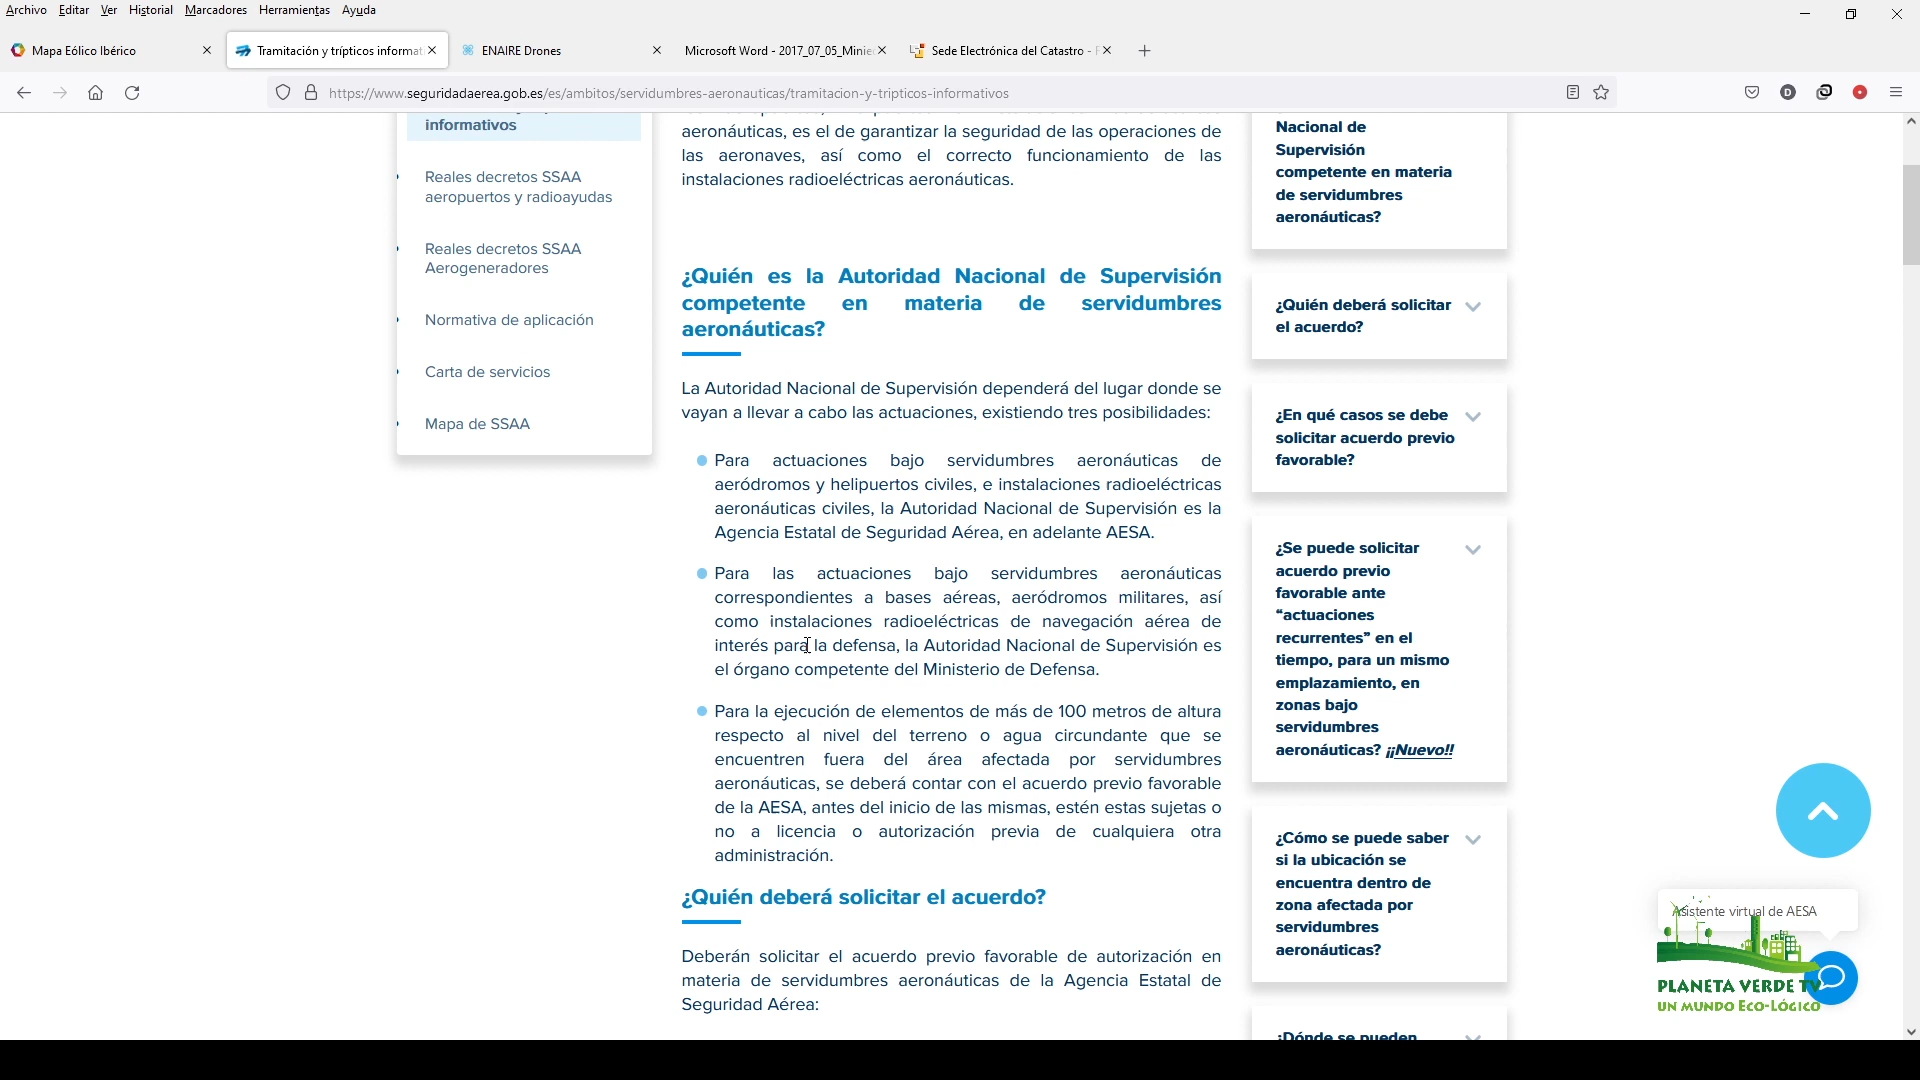 Archivo Editar Ver Historial Marcadores Herramientas Ayuda
Mapa Eólico Ibérico
Tramitación y trípticos informat
ENAIRE Drones
Microsoft Word - 2017_07_05_Minie
Sede Electrónica del Catastro - F
https://www.seguridadaerea.gob.es/es/ambitos/servidumbres-aeronauticas/tramitacion-y-tripticos-informativos
informativos
Reales decretos SSAA
aeropuertos y radioayudas
Reales decretos SSAA
Aerogeneradores
Normativa de aplicación
Carta de servicios
Mapa de SSAA
aeronáuticas, es el de garantizar la seguridad de las operaciones de
las aeronaves, así como el correcto funcionamiento de las
instalaciones radioeléctricas aeronáuticas.
¿Quién es la Autoridad Nacional de Supervisión
competente en materia de servidumbres
aeronáuticas?
La Autoridad Nacional de Supervisión dependerá del lugar donde se
vayan a llevar a cabo las actuaciones, existiendo tres posibilidades:
Para actuaciones bajo servidumbres aeronáuticas de
aeródromos y helipuertos civiles, e instalaciones radioeléctricas
aeronáuticas civiles, la Autoridad Nacional de Supervisión es la
Agencia Estatal de Seguridad Aérea, en adelante AESA.
Para las actuaciones bajo servidumbres aeronáuticas
correspondientes a bases aéreas, aeródromos militares, así
como instalaciones radioeléctricas de navegación aérea de
interés para la defensa, la Autoridad Nacional de Supervisión es
el órgano competente del Ministerio de Defensa.
Para la ejecución de elementos de más de 100 metros de altura
respecto al nivel del terreno o agua circundante que se
encuentren fuera del área afectada por servidumbres
aeronáuticas, se deberá contar con el acuerdo previo favorable
de la AESA, antes del inicio de las mismas, estén estas sujetas o
no a licencia o autorización previa de cualquiera otra
administración.
¿Quién deberá solicitar el acuerdo?
Deberán solicitar el acuerdo previo favorable de autorización en
materia de servidumbres aeronáuticas de la Agencia Estatal de
Seguridad Aérea:
Nacional de
Supervisión
competente en materia
de servidumbres
aeronáuticas?
¿Quién deberá solicitar
el acuerdo?
¿En qué casos se debe
solicitar acuerdo previo
favorable?
¿Se puede solicitar
acuerdo previo
favorable ante
“actuaciones
recurrentes” en el
tiempo, para un mismo
emplazamiento, en
zonas bajo
servidumbres
aeronáuticas? ¡¡Nuevo!!
¿Cómo se puede saber
si la ubicación se
encuentra dentro de
zona afectada por
servidumbres
aeronáuticas?
¿Dónde se pueden
Asistente virtual de AESA
PLANETA VERDE TV
UN MUNDO ECO-LÓGICO